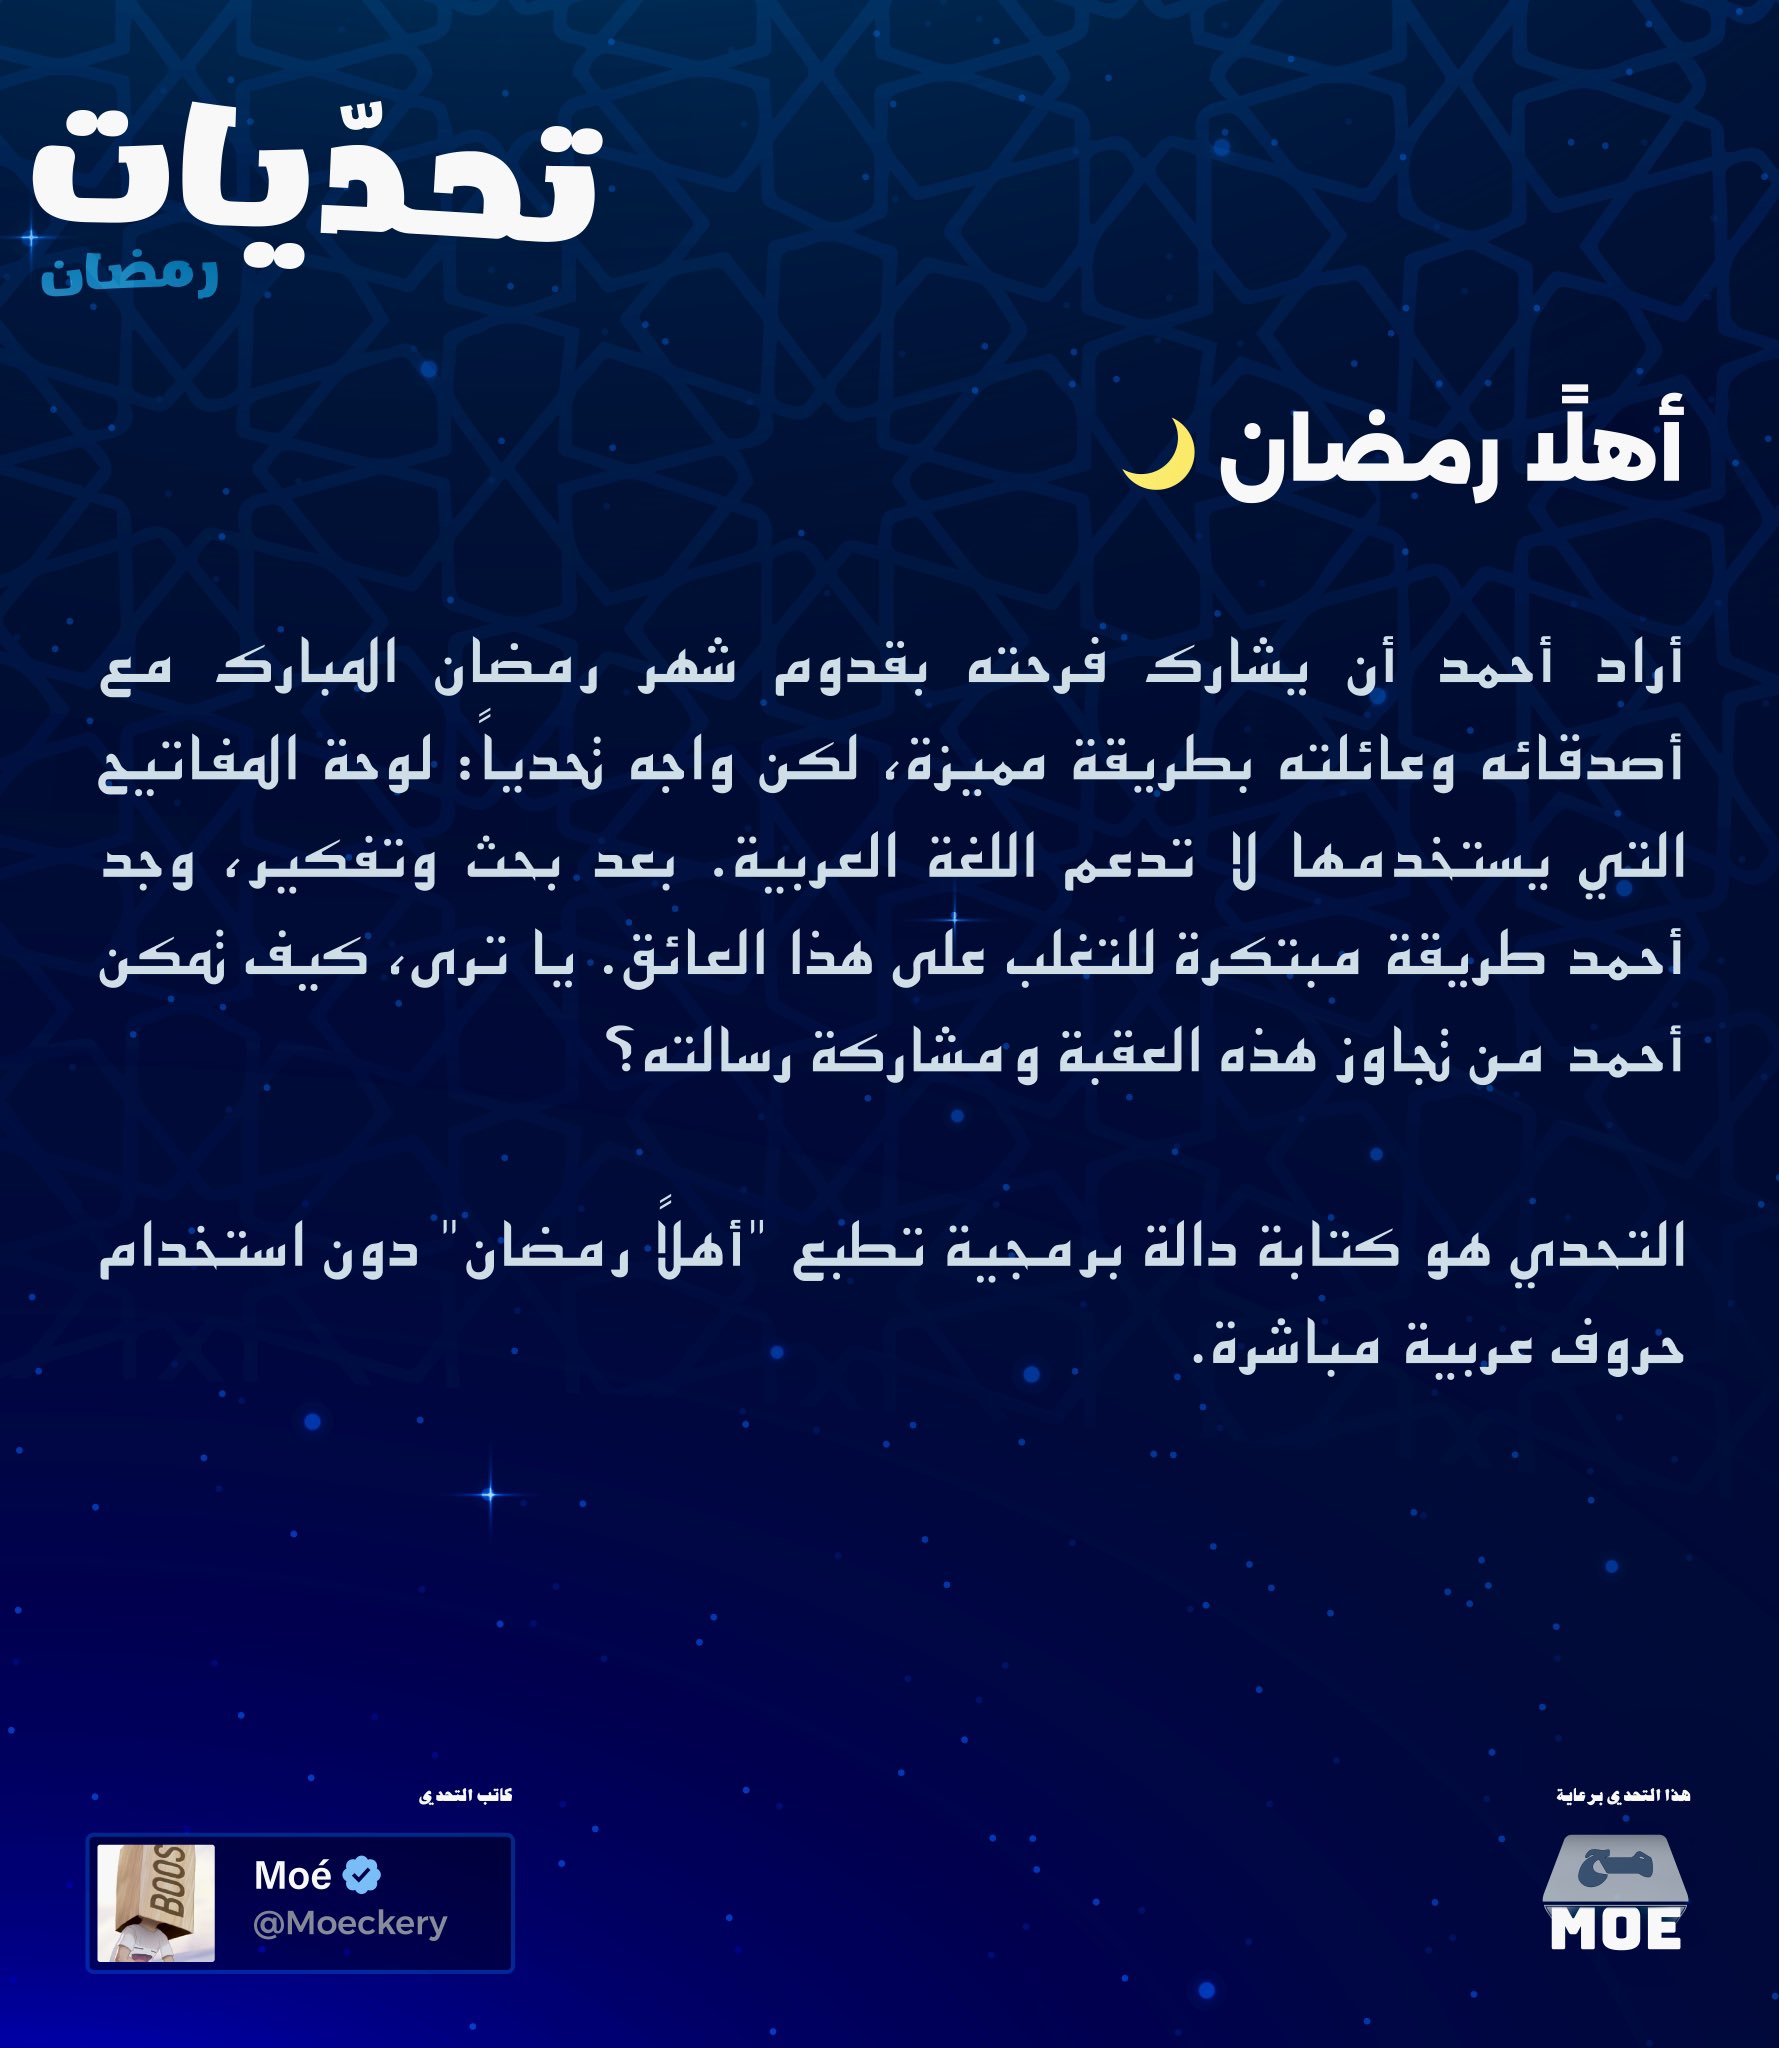 تحدّيات
رمضان
أهلًا رمضان 🌙
أراد أحمد أن يشارك فرحته بقدوم شهر رمضان المبارك مع
أصدقائه وعائلته بطريقة مميزة، لكن واجه تحدياً: لوحة المفاتيح
التي يستخدمها لا تدعم اللغة العربية. بعد بحث وتفكير، وجد
أحمد طريقة مبتكرة للتغلب على هذا العائق. يا ترى، كيف تمكن
أحمد من تجاوز هذه العقبة ومشاركة رسالته؟
التحدي هو كتابة دالة برمجية تطبع "أهلاً رمضان" دون استخدام
حروف عربية مباشرة.
هذا التحدي برعاية
MOE
كاتب التحدي
BOOS
Moé
@Moeckery